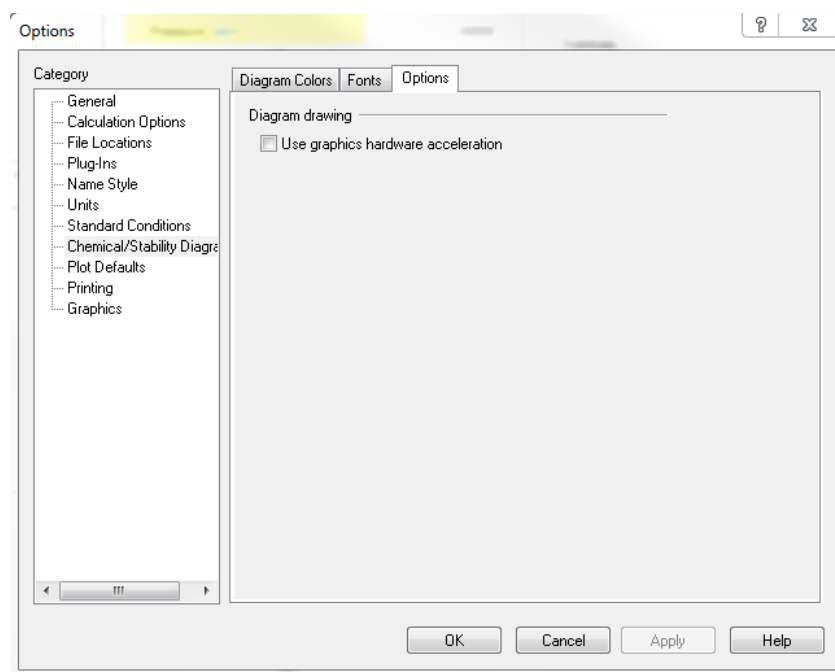 Options
Category
General
Calculation Options
File Locations
Plug-Ins
Name Style
Units
Standard Conditions
Chemical/Stability Diagra
Plot Defaults
Printing
Graphics
Diagram Colors Fonts Options
Diagram drawing
Use graphics hardware acceleration
OK Cancel Apply Help